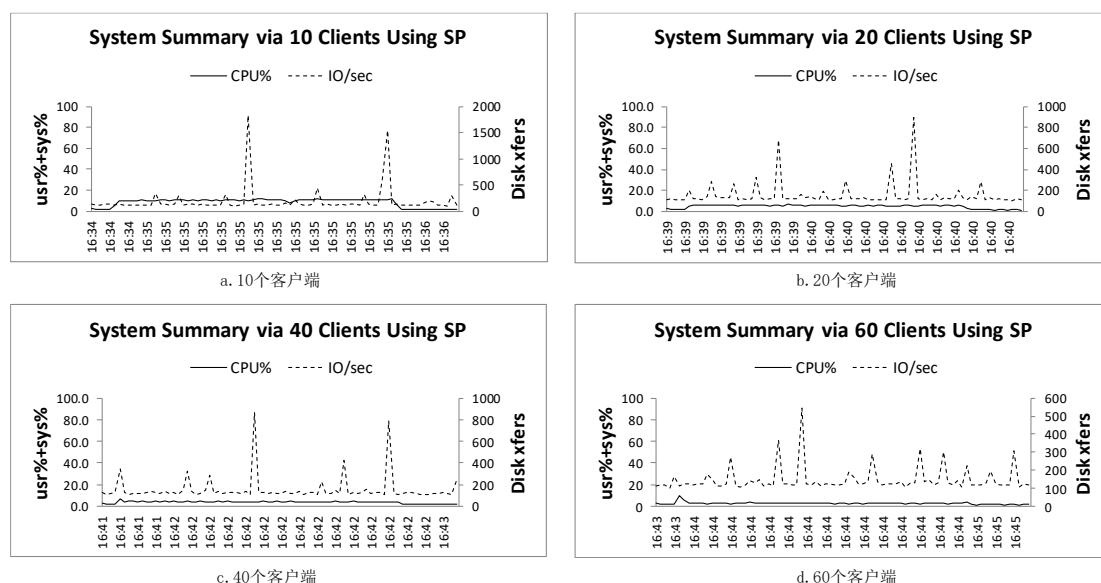 System Summary via 10 Clients Using SP
CPU% IO/sec
usr%+sys%
100
80
60
40
20
0
2000
1500
1000
500
0
Disk xfers
16:34 16:34 16:34 16:35 16:35 16:35 16:35 16:35 16:35 16:35 16:35 16:35 16:35 16:35 16:35 16:35 16:35 16:35 16:36 16:36
a.10个客户端
System Summary via 20 Clients Using SP
CPU% IO/sec
usr%+sys%
100.0
80.0
60.0
40.0
20.0
0.0
1000
800
600
400
200
0
Disk xfers
16:39 16:39 16:39 16:39 16:39 16:39 16:39 16:39 16:40 16:40 16:40 16:40 16:40 16:40 16:40 16:40 16:40 16:40 16:40 16:40
b.20个客户端
System Summary via 40 Clients Using SP
CPU% IO/sec
usr%+sys%
100.0
80.0
60.0
40.0
20.0
0.0
1000
800
600
400
200
0
Disk xfers
16:41 16:41 16:41 16:41 16:42 16:42 16:42 16:42 16:42 16:42 16:42 16:42 16:42 16:42 16:42 16:42 16:42 16:42 16:43 16:43
c.40个客户端
System Summary via 60 Clients Using SP
CPU% IO/sec
usr%+sys%
100
80
60
40
20
0
600
500
400
300
200
100
0
Disk xfers
16:43 16:43 16:44 16:44 16:44 16:44 16:44 16:44 16:44 16:44 16:44 16:44 16:44 16:44 16:44 16:44 16:44 16:45 16:45 16:45
d.60个客户端